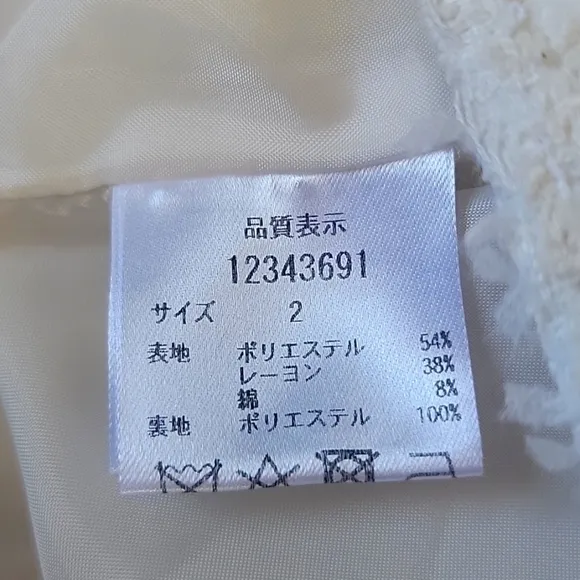 品質表示
12343691
サイズ 2
表地 ポリエステル 54%
レーヨン 38%
綿 8%
裏地 ポリエステル 100%